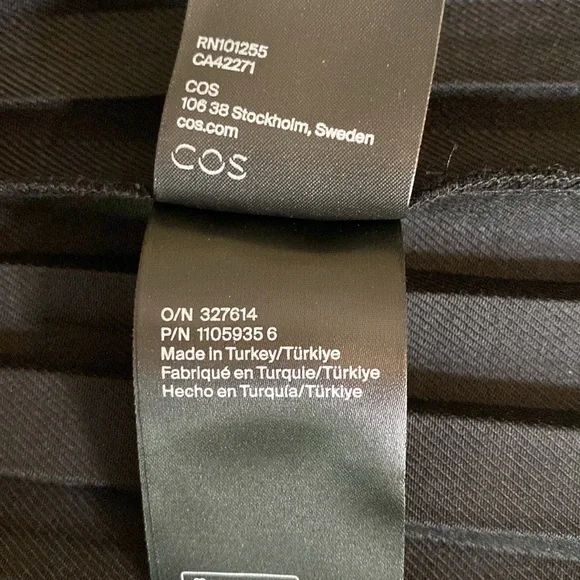 RN101255
CA42271
COS
106 38 Stockholm, Sweden
cos.com
COS
O/N 327614
P/N 1105935 6
Made in Turkey/Türkiye
Fabriqué en Turquie/Türkiye
Hecho en Turquía/Türkiye